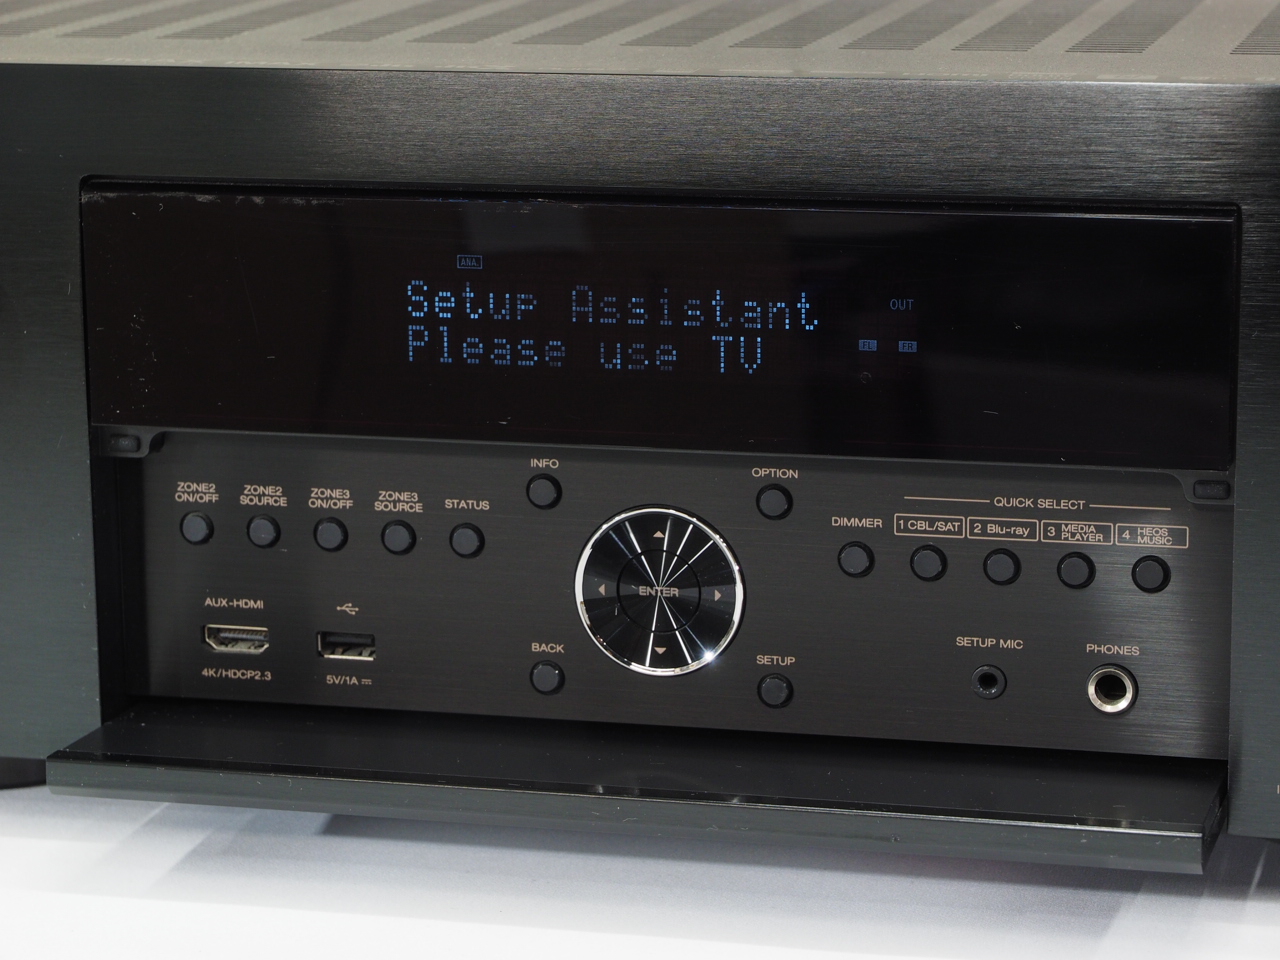 ANA.
Setup Assistant
Please use TV
OUT
FL FR
INFO
OPTION
ZONE2 ON/OFF
ZONE2 SOURCE
ZONE3 ON/OFF
ZONE3 SOURCE
STATUS
QUICK SELECT
DIMMER
1 CBL/SAT
2 Blu-ray
3 MEDIA PLAYER
4 HEOS MUSIC
ENTER
AUX-HDMI
4K/HDCP2.3
5V/1A
BACK
SETUP
SETUP MIC
PHONES